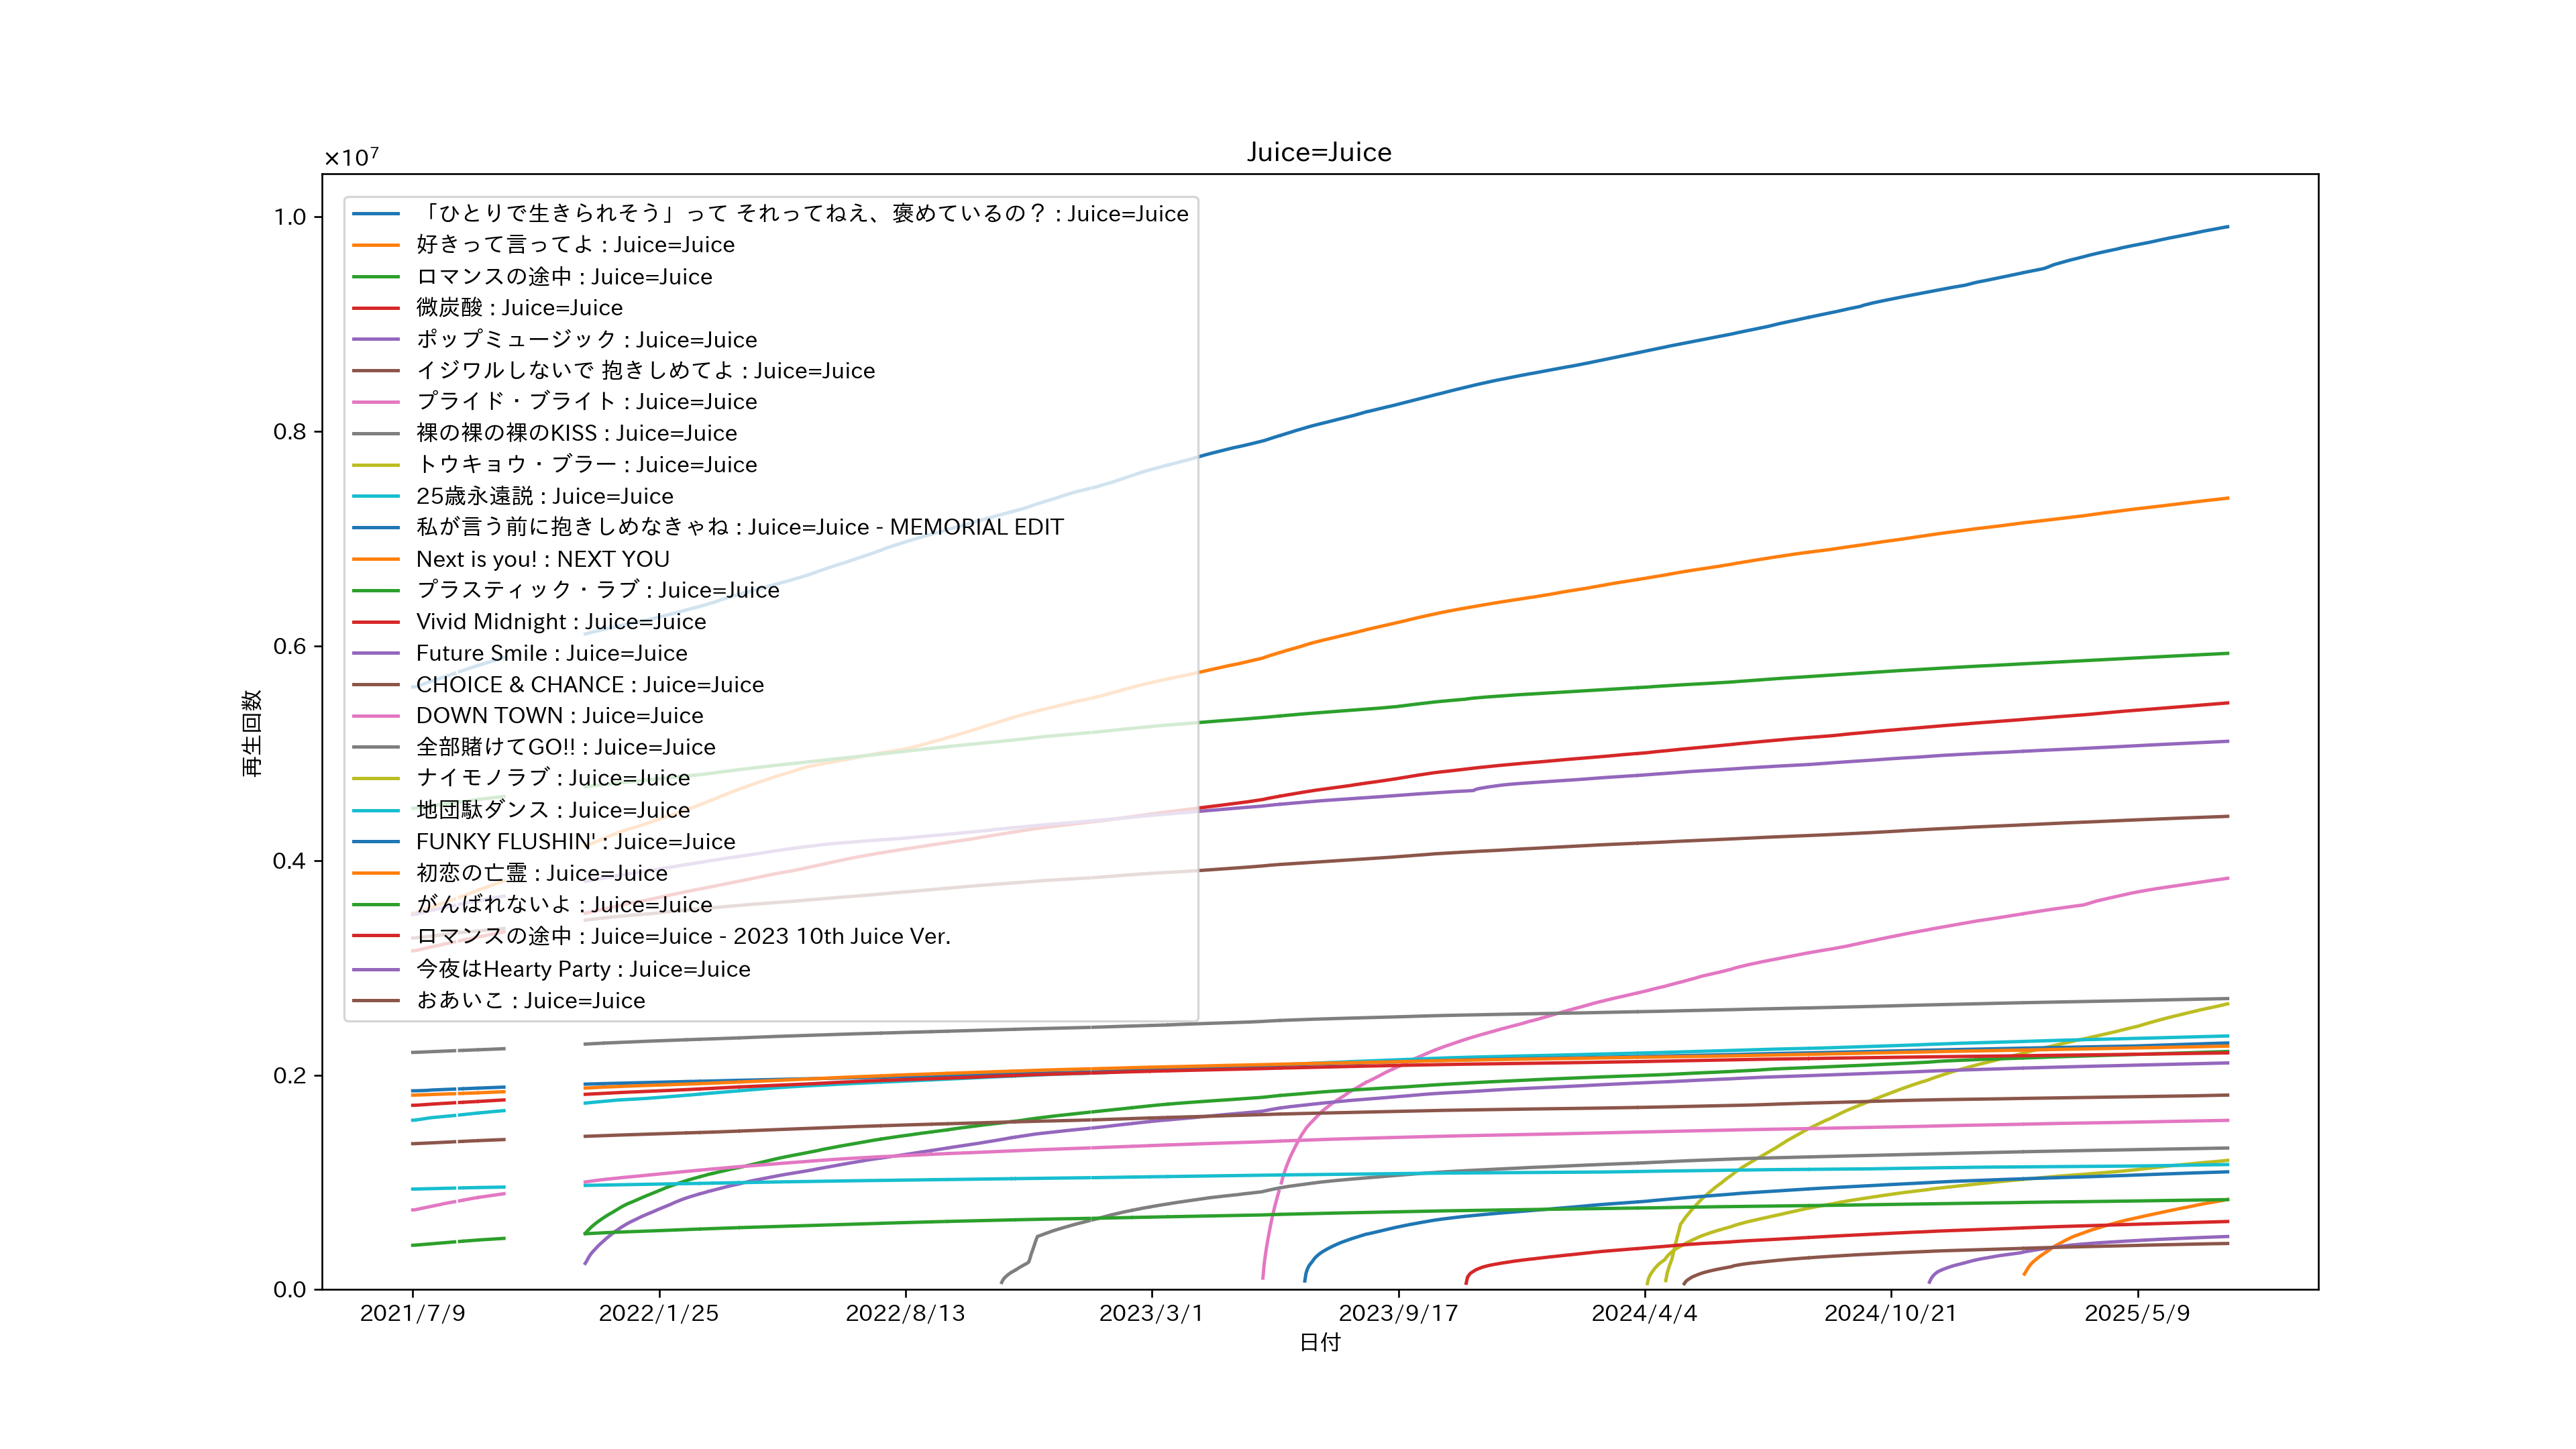 Juice=Juice
×10⁷
1.0
0.8
0.6
0.4
0.2
0.0
再生回数
「ひとりで生きられそう」って それってねえ、褒めているの？ : Juice=Juice
好きって言ってよ : Juice=Juice
ロマンスの途中 : Juice=Juice
微炭酸 : Juice=Juice
ポップミュージック : Juice=Juice
イジワルしないで 抱きしめてよ : Juice=Juice
プライド・ブライト : Juice=Juice
裸の裸の裸のKISS : Juice=Juice
トウキョウ・ブラー : Juice=Juice
25歳永遠説 : Juice=Juice
私が言う前に抱きしめなきゃね : Juice=Juice - MEMORIAL EDIT
Next is you! : NEXT YOU
プラスティック・ラブ : Juice=Juice
Vivid Midnight : Juice=Juice
Future Smile : Juice=Juice
CHOICE & CHANCE : Juice=Juice
DOWN TOWN : Juice=Juice
全部賭けてGO!! : Juice=Juice
ナイモノラブ : Juice=Juice
地団駄ダンス : Juice=Juice
FUNKY FLUSHIN' : Juice=Juice
初恋の亡霊 : Juice=Juice
がんばれないよ : Juice=Juice
ロマンスの途中 : Juice=Juice - 2023 10th Juice Ver.
今夜はHearty Party : Juice=Juice
おあいこ : Juice=Juice
2021/7/9 2022/1/25 2022/8/13 2023/3/1 2023/9/17 2024/4/4 2024/10/21 2025/5/9
日付